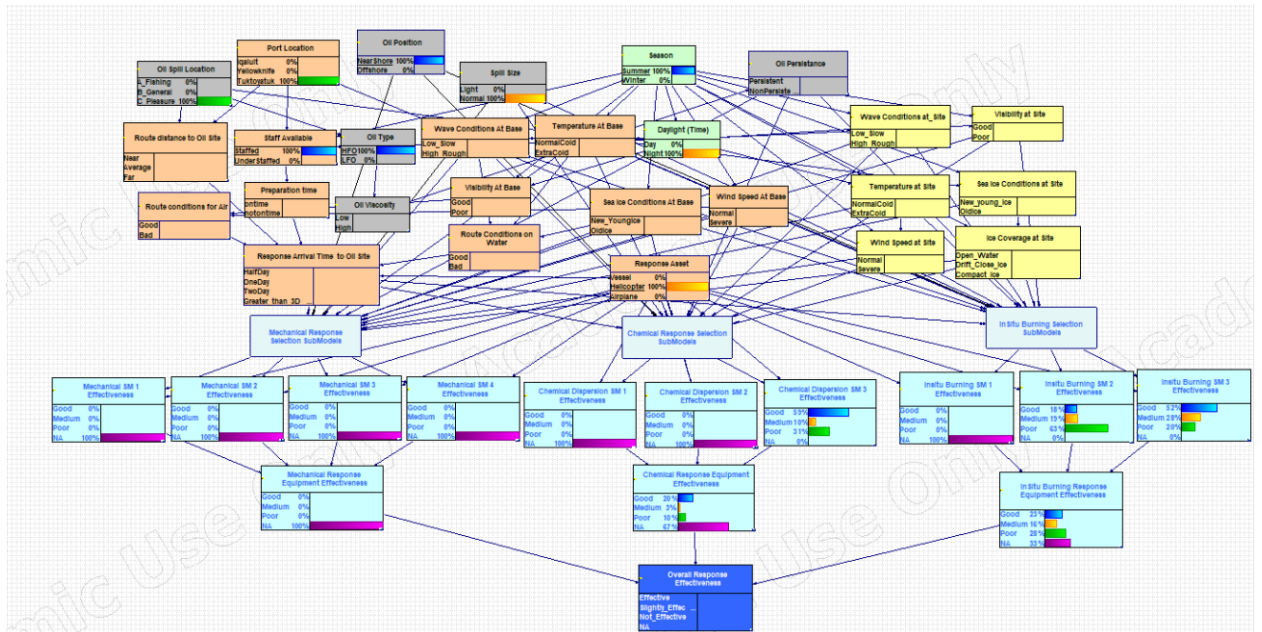 Oil Position
NearShore 100%
Offshore 0%
Port Location
Iqaluit 0%
Yellowknife 0%
Tuktoyatuk 100%
Season
Summer 100%
Winter 0%
Oil Spill Location
A_Fishing 0%
B_General 0%
C_Pleasure 100%
Spill Size
Light 0%
Normal 100%
Oil Persistance
Persistent
NonPersiste
Route distance to Oil Site
Near
Average
Far
Staff Available
Staffed 100%
UnderStaffed 0%
Oil Type
HFO 100%
LFO 0%
Wave Conditions At Base
Low_Slow
High_Rough
Temperature At Base
NormalCold
ExtraCold
Daylight (Time)
Day 0%
Night 100%
Wave Conditions at_Site
Low_Slow
High_Rough
Visibility at Site
Good
Poor
Route conditions for Air
Good
Bad
Preparation time
ontime
notontime
Oil Viscosity
Low
High
Visibility At Base
Good
Poor
Sea Ice Conditions At Base
New_YoungIce
Oldice
Wind Speed At Base
Normal
Severe
Temperature at Site
NormalCold
ExtraCold
Sea Ice Conditions at Site
New_young_Ice
Oldice
Response Arrival Time to Oil Site
HalfDay
OneDay
TwoDay
Greater_than_3D ...
Route Conditions on
Water
Good
Bad
Response Asset
Vessel 0%
Helicopter 100%
Airplane 0%
Wind Speed at Site
Normal
Severe
Ice Coverage at Site
Open_Water
Drift_Close_Ice
Compact_Ice
Mechanical Response
Selection SubModels
Chemical Response Selection
SubModels
InSitu Burning Selection
SubModels
Mechanical SM 1
Effectiveness
Good 0%
Medium 0%
Poor 0%
NA 100%
Mechanical SM 2
Effectiveness
Good 0%
Medium 0%
Poor 0%
NA 100%
Mechanical SM 3
Effectiveness
Good 0%
Medium 0%
Poor 0%
NA 100%
Mechanical SM 4
Effectiveness
Good 0%
Medium 0%
Poor 0%
NA 100%
Chemical Dispersion SM 1
Effectiveness
Good 0%
Medium 0%
Poor 0%
NA 100%
Chemical Dispersion SM 2
Effectiveness
Good 0%
Medium 0%
Poor 0%
NA 100%
Chemical Dispersion SM 3
Effectiveness
Good 59%
Medium 10%
Poor 31%
NA 0%
Insitu Burning SM 1
Effectiveness
Good 0%
Medium 0%
Poor 0%
NA 100%
Insitu Burning SM 2
Effectiveness
Good 18%
Medium 19%
Poor 63%
NA 0%
Insitu Burning SM 3
Effectiveness
Good 52%
Medium 28%
Poor 20%
NA 0%
Mechanical Response
Equipment Effectiveness
Good 0%
Medium 0%
Poor 0%
NA 100%
Chemical Response Equipment
Effectiveness
Good 20%
Medium 3%
Poor 10%
NA 67%
InSitu Burning Response
Equipment Effectiveness
Good 23%
Medium 16%
Poor 28%
NA 33%
Overall Response
Effectiveness
Effective
Slightly_Effec ...
Not_Effective
NA